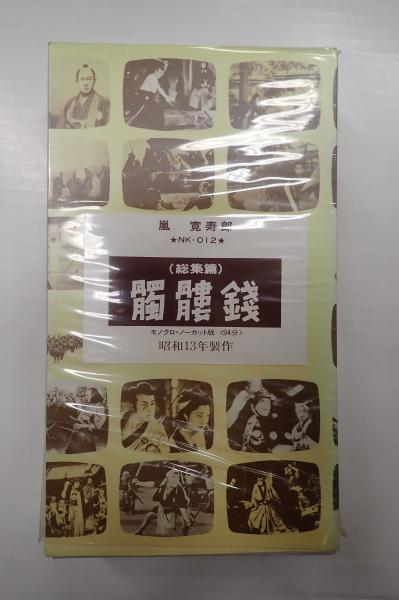 嵐 寛寿郎
★NK-012★
(総集篇)
髑髏銭
モノクロ・ノーカット版〈94分〉
昭和13年製作